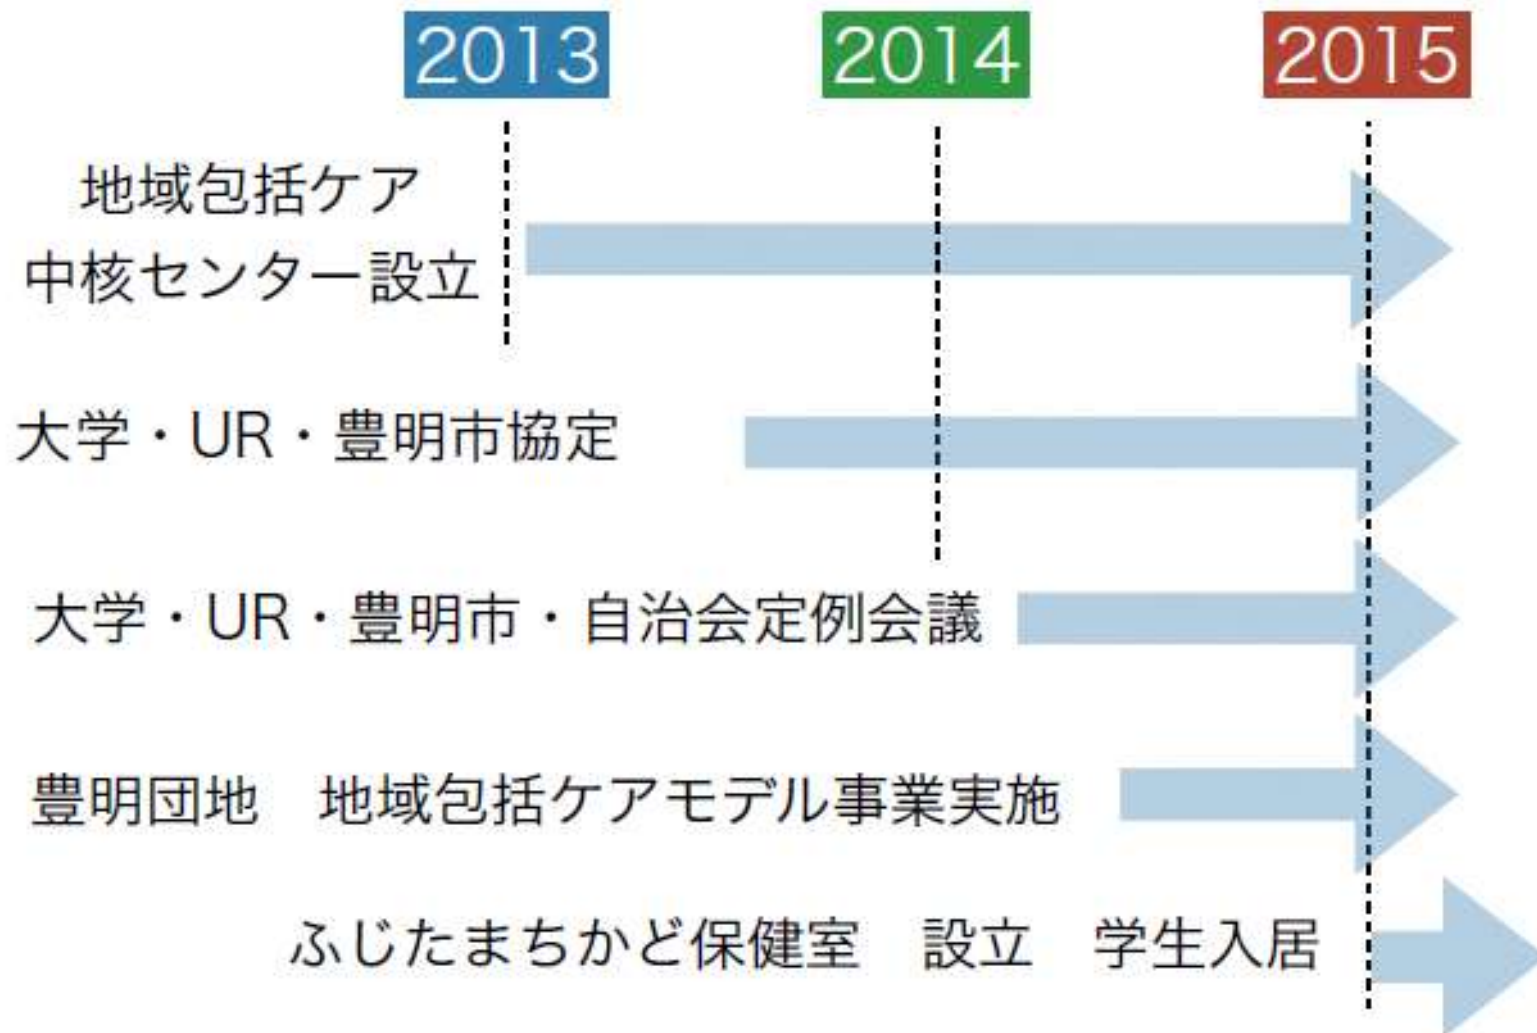 2013
2014
2015
地域包括ケア
中核センター設立
大学・UR・豊明市協定
大学・UR・豊明市・自治会定例会議
豊明団地　地域包括ケアモデル事業実施
ふじたまちかど保健室　設立　学生入居